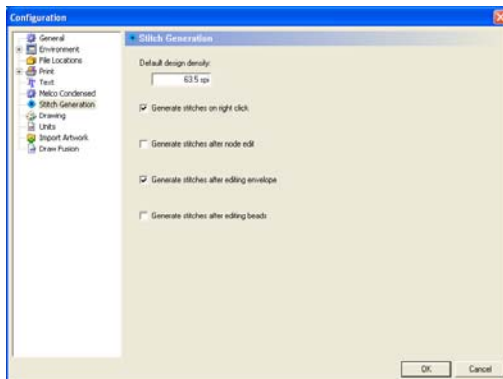 Configuration
General
Environment
File Locations
Print
Text
Melco Condensed
Stitch Generation
Drawing
Units
Import Artwork
Draw Fusion
Stitch Generation
Default design density:
63.5 spi
Generate stitches on right click
Generate stitches after node edit
Generate stitches after editing envelope
Generate stitches after editing beads
OK
Cancel